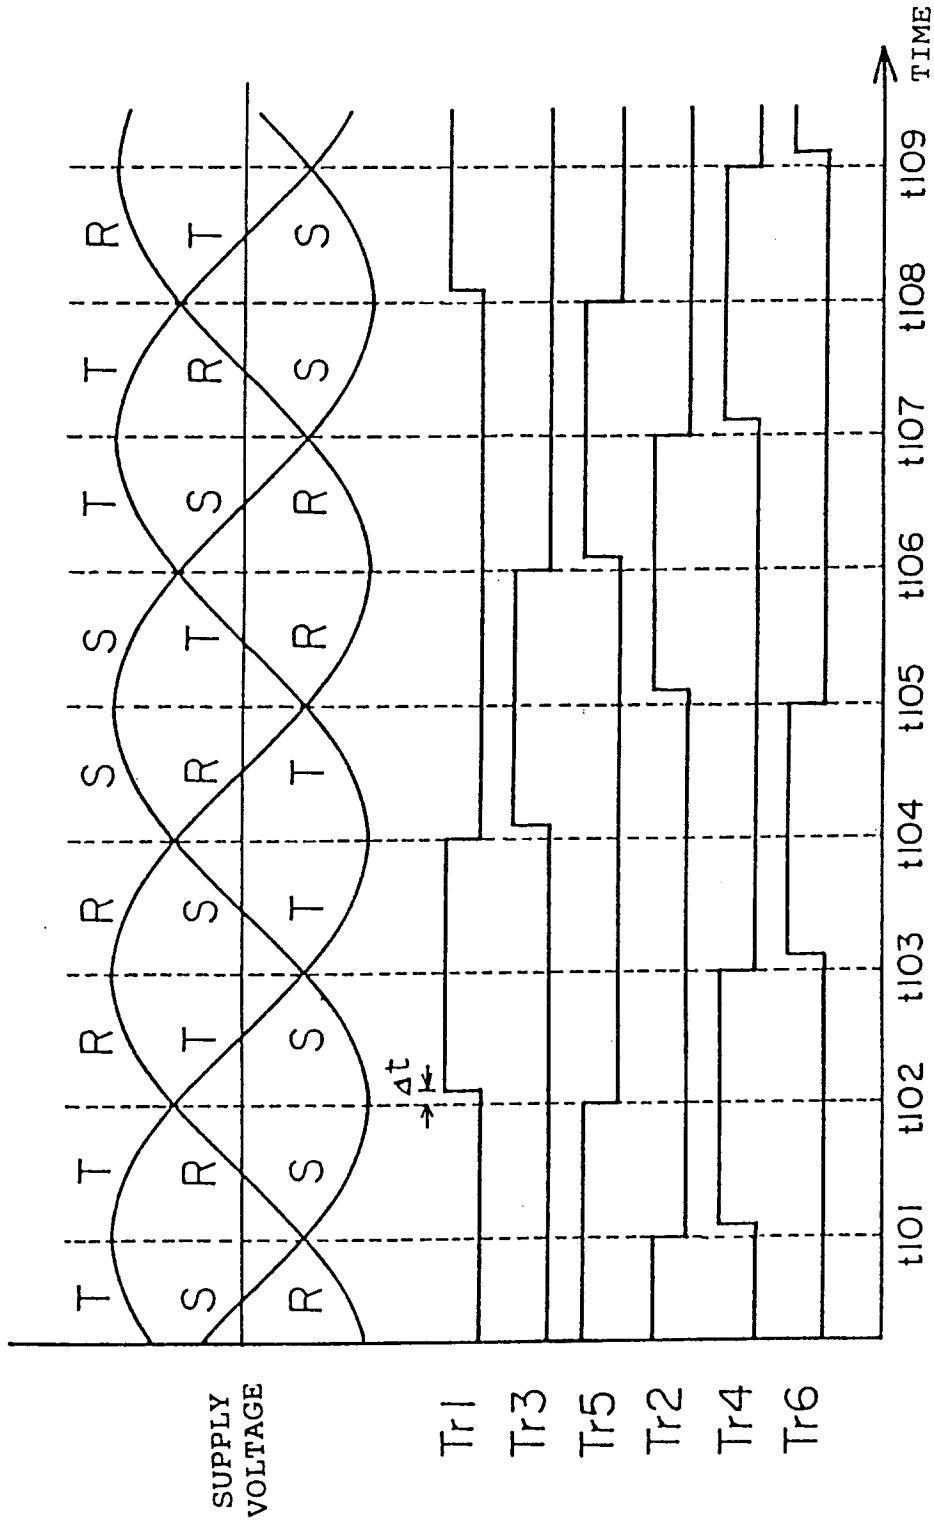 T T R R S S T T R
S R T S R T S R T
R S S T T R R S S
SUPPLY
VOLTAGE
Δt
Tr1
Tr3
Tr5
Tr2
Tr4
Tr6
t101 t102 t103 t104 t105 t106 t107 t108 t109
TIME